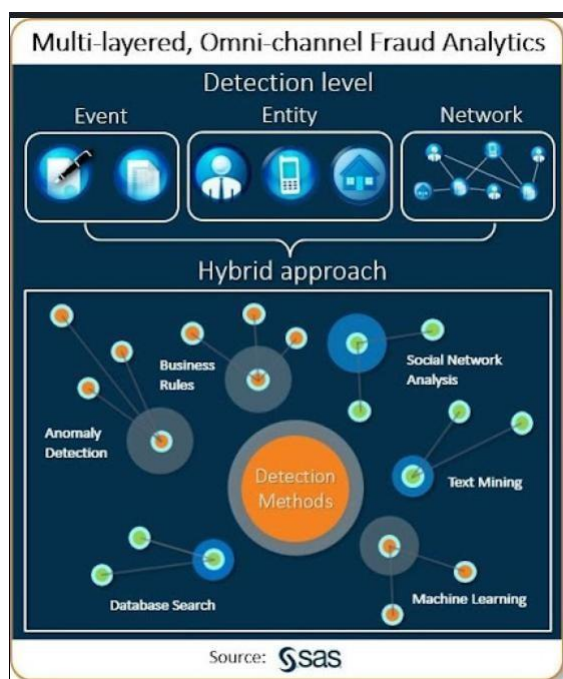 Multi-layered, Omni-channel Fraud Analytics
Detection level
Event
Entity
Network
Hybrid approach
Business
Rules
Social Network
Analysis
Anomaly
Detection
Detection
Methods
Text Mining
Database Search
Machine Learning
Source: sas